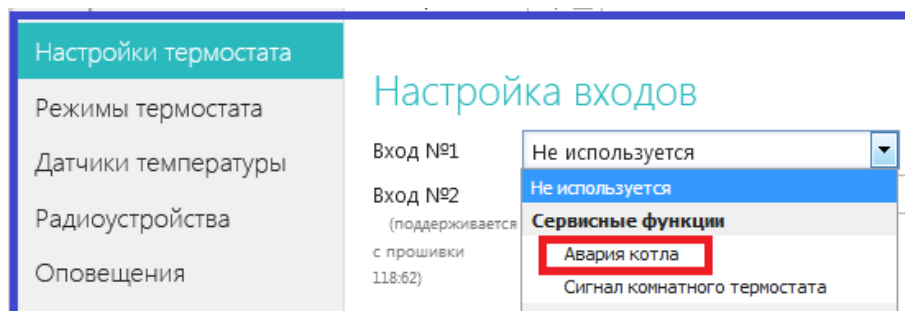 Настройки термостата
Режимы термостата
Датчики температуры
Радиоустройства
Оповещения
Настройка входов
Вход №1
Не используется
Вход №2
(поддерживается
с прошивки
118:62)
Не используется
Сервисные функции
Авария котла
Сигнал комнатного термостата